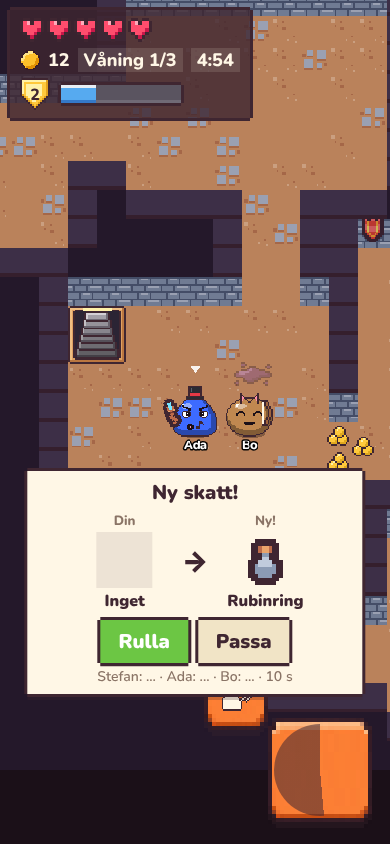 12 Våning 1/3 4:54
2
Ada Bo
Ny skatt!
Din Ny!
Inget Rubinring
Rulla Passa
Stefan: ... · Ada: ... · Bo: ... · 10 s